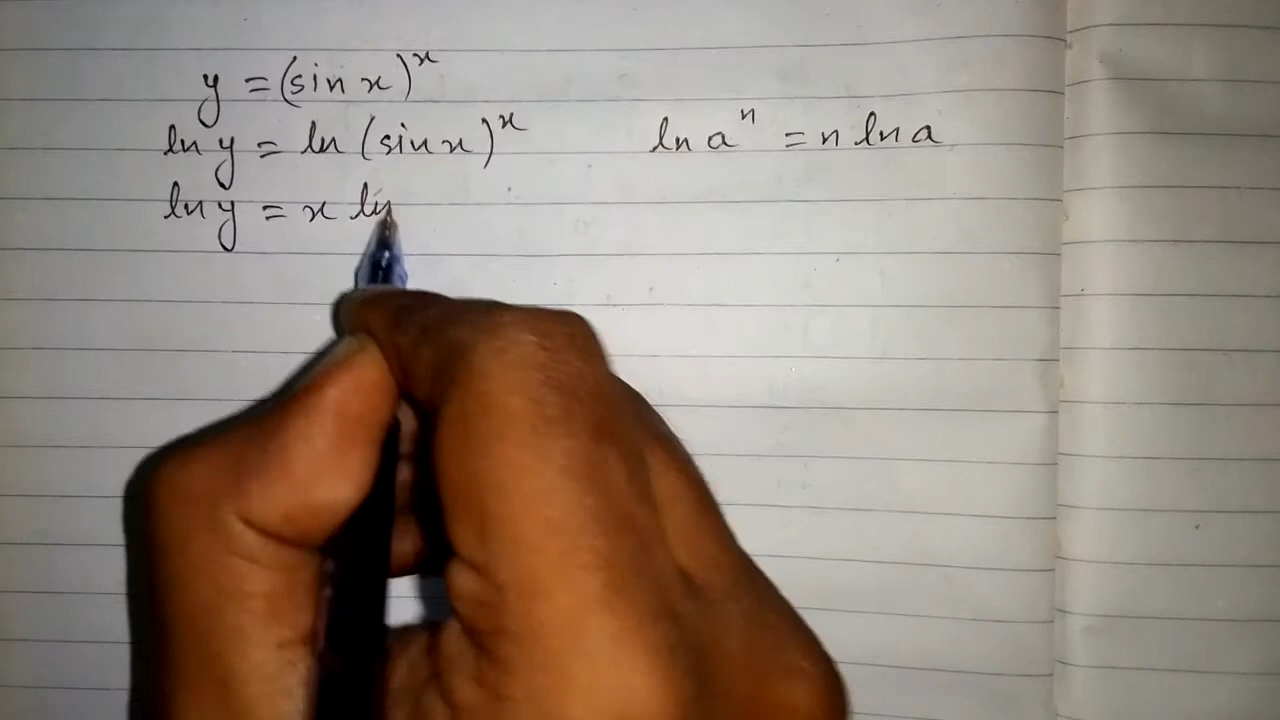 y = (sin x)^x
ln y = ln (sin x)^x    ln a^n = n ln a
ln y = x ln